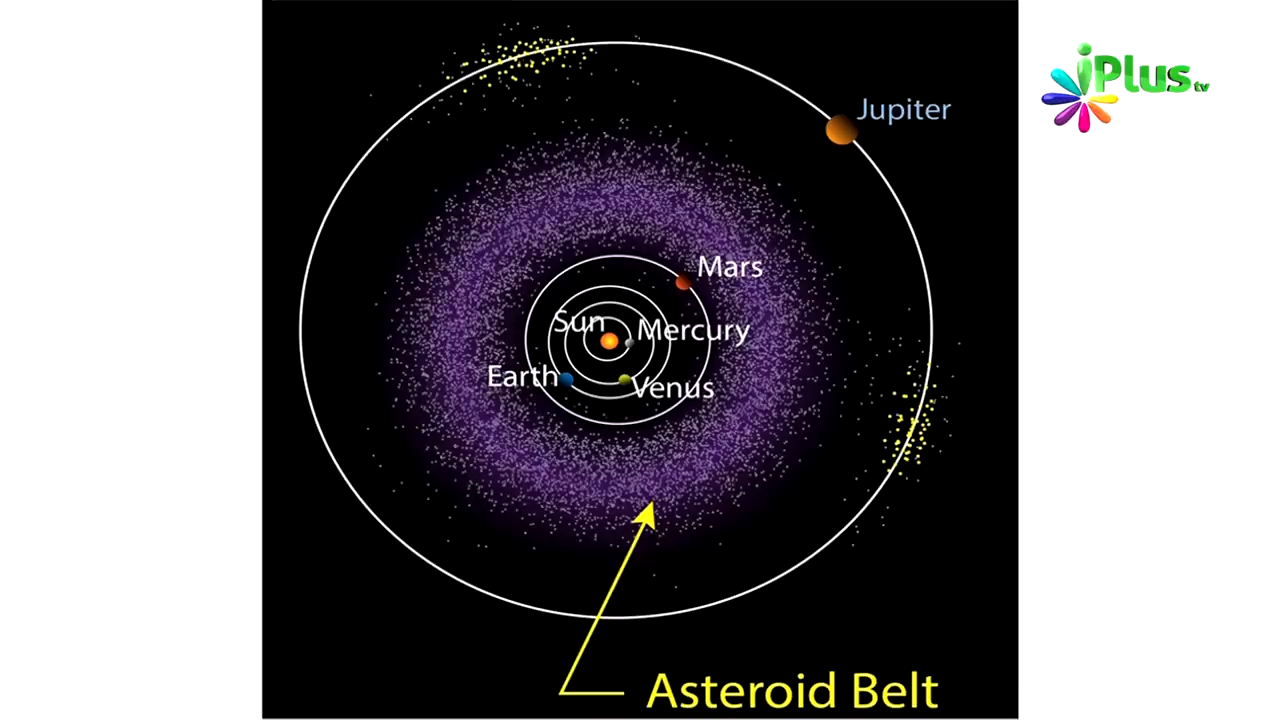 iPlus tv
Jupiter
Mars
Sun
Mercury
Earth
Venus
Asteroid Belt